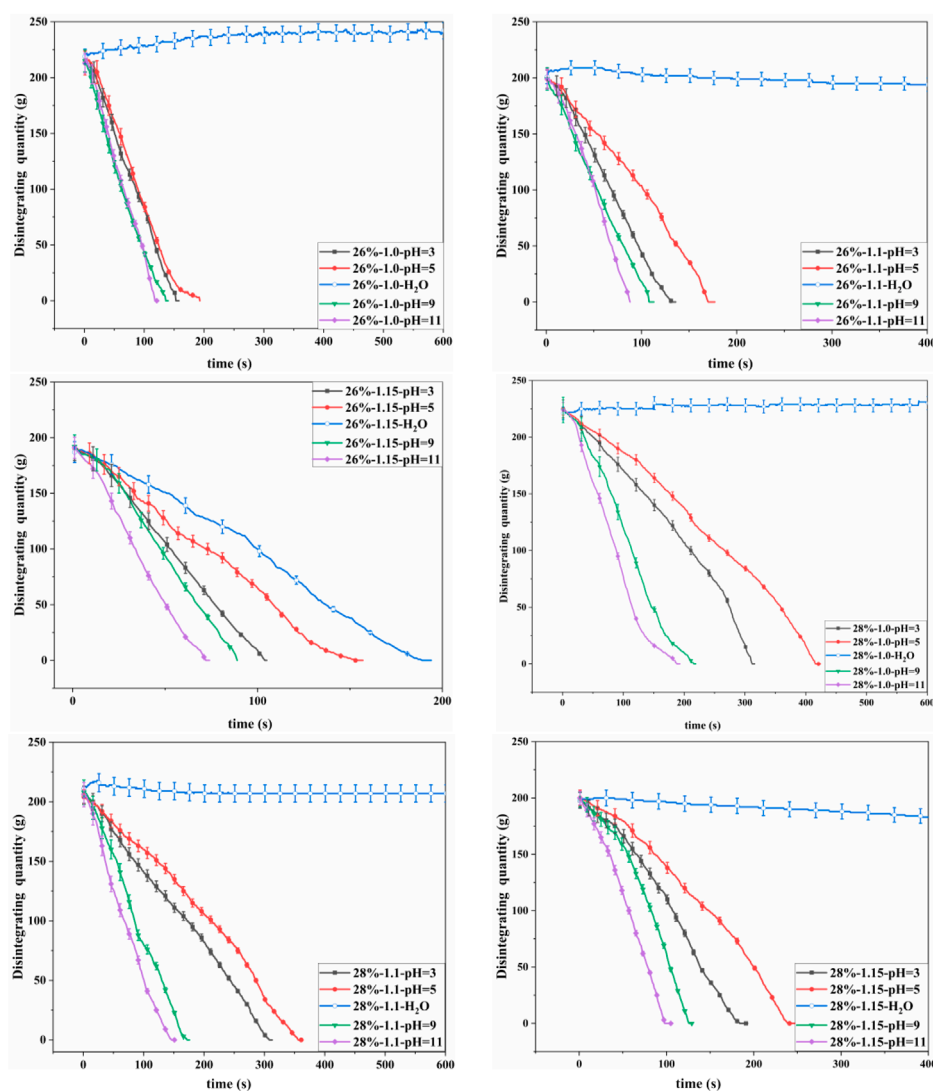 250
200
150
100
50
0
Disintegrating quantity (g)
26%-1.0-pH=3
26%-1.0-pH=5
26%-1.0-H₂O
26%-1.0-pH=9
26%-1.0-pH=11
0 100 200 300 400 500 600
time (s)
250
200
150
100
50
0
Disintegrating quantity (g)
26%-1.1-pH=3
26%-1.1-pH=5
26%-1.1-H₂O
26%-1.1-pH=9
26%-1.1-pH=11
0 100 200 300 400
time (s)
250
200
150
100
50
0
Disintegrating quantity (g)
26%-1.15-pH=3
26%-1.15-pH=5
26%-1.15-H₂O
26%-1.15-pH=9
26%-1.15-pH=11
0 100 200
time (s)
250
200
150
100
50
0
Disintegrating quantity (g)
28%-1.0-pH=3
28%-1.0-pH=5
28%-1.0-H₂O
28%-1.0-pH=9
28%-1.0-pH=11
0 100 200 300 400 500 600
time (s)
250
200
150
100
50
0
Disintegrating quantity (g)
28%-1.1-pH=3
28%-1.1-pH=5
28%-1.1-H₂O
28%-1.1-pH=9
28%-1.1-pH=11
0 100 200 300 400 500 600
time (s)
250
200
150
100
50
0
Disintegrating quantity (g)
28%-1.15-pH=3
28%-1.15-pH=5
28%-1.15-H₂O
28%-1.15-pH=9
28%-1.15-pH=11
0 100 200 300 400
time (s)